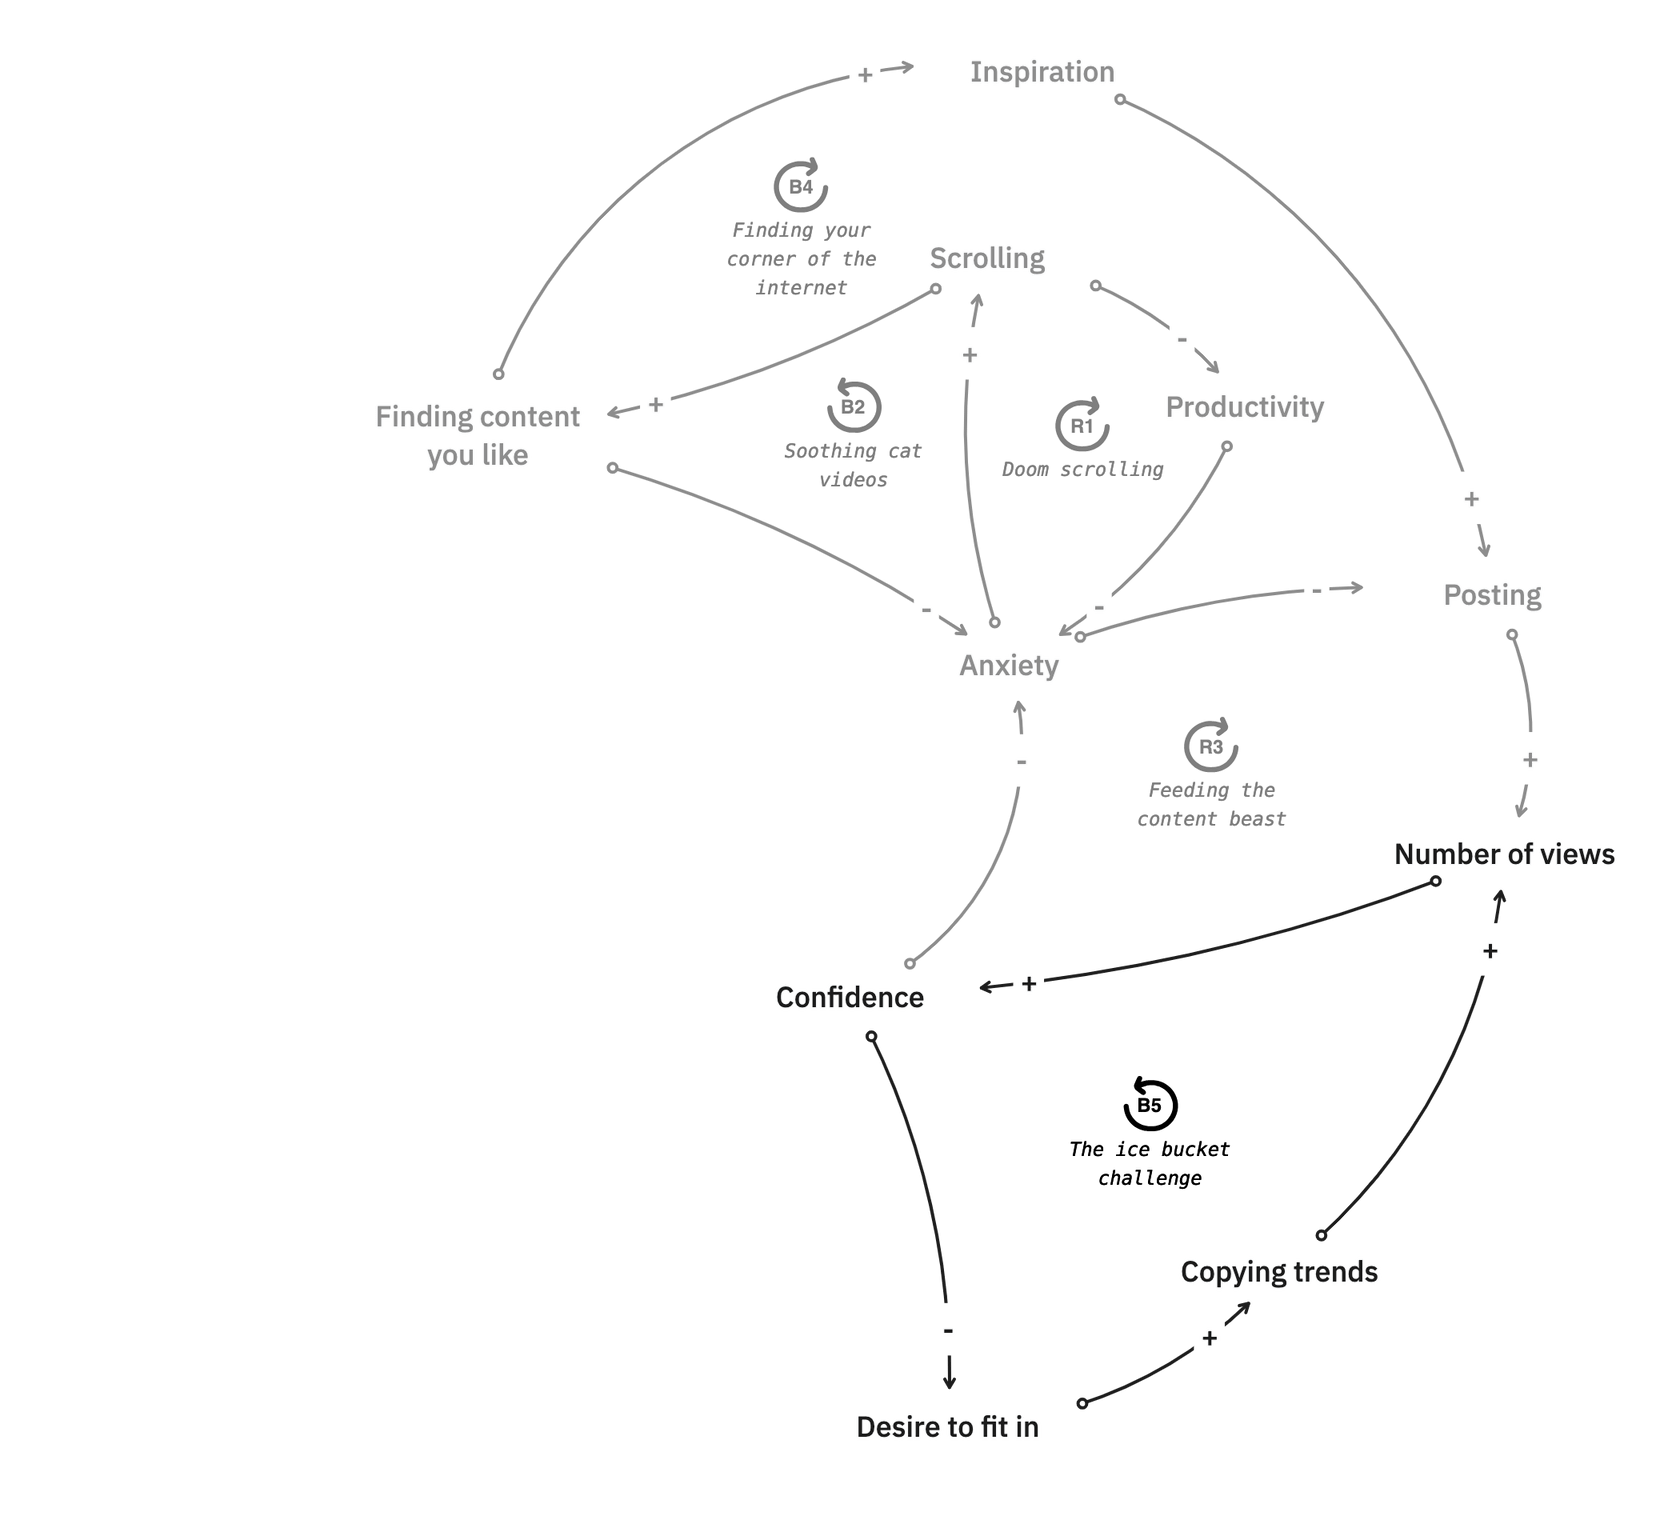 +
Inspiration
B4
Finding your
corner of the
internet
Scrolling
-
+
+
Finding content
you like
B2
Soothing cat
videos
R1
Doom scrolling
Productivity
+
-
-
-
Posting
Anxiety
-
R3
Feeding the
content beast
+
Number of views
+
+
Confidence
B5
The ice bucket
challenge
Copying trends
-
+
Desire to fit in